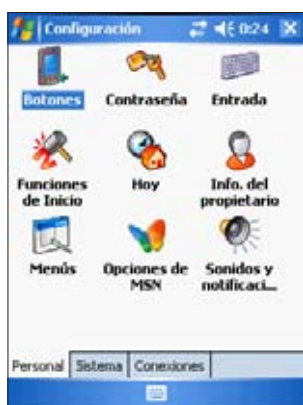 Configuración 0:24
Botones Contraseña Entrada
Funciones de Inicio Hoy Info. del propietario
Menús Opciones de MSN Sonidos y notificaci...
Personal Sistema Conexiones